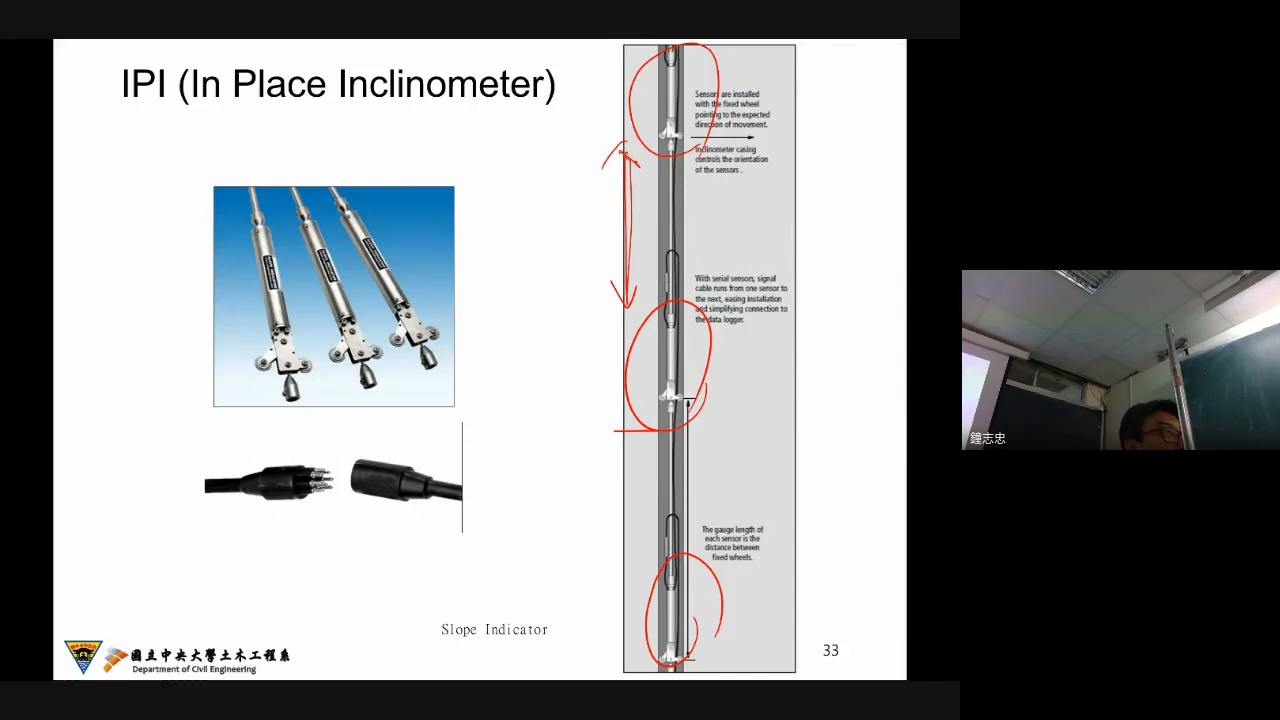 IPI (In Place Inclinometer)
Sensors are installed
with the fixed wheel
pointing to the expected
direction of movement.
Inclinometer casing
controls the orientation
of the sensors .
With serial sensors, signal
cable runs from one sensor to
the next, easing installation
and simplifying connection to
the data logger.
The gauge length of
each sensor is the
distance between
fixed wheels.
Slope Indicator
國立中央大學土木工程系
Department of Civil Engineering
33
鐘志忠